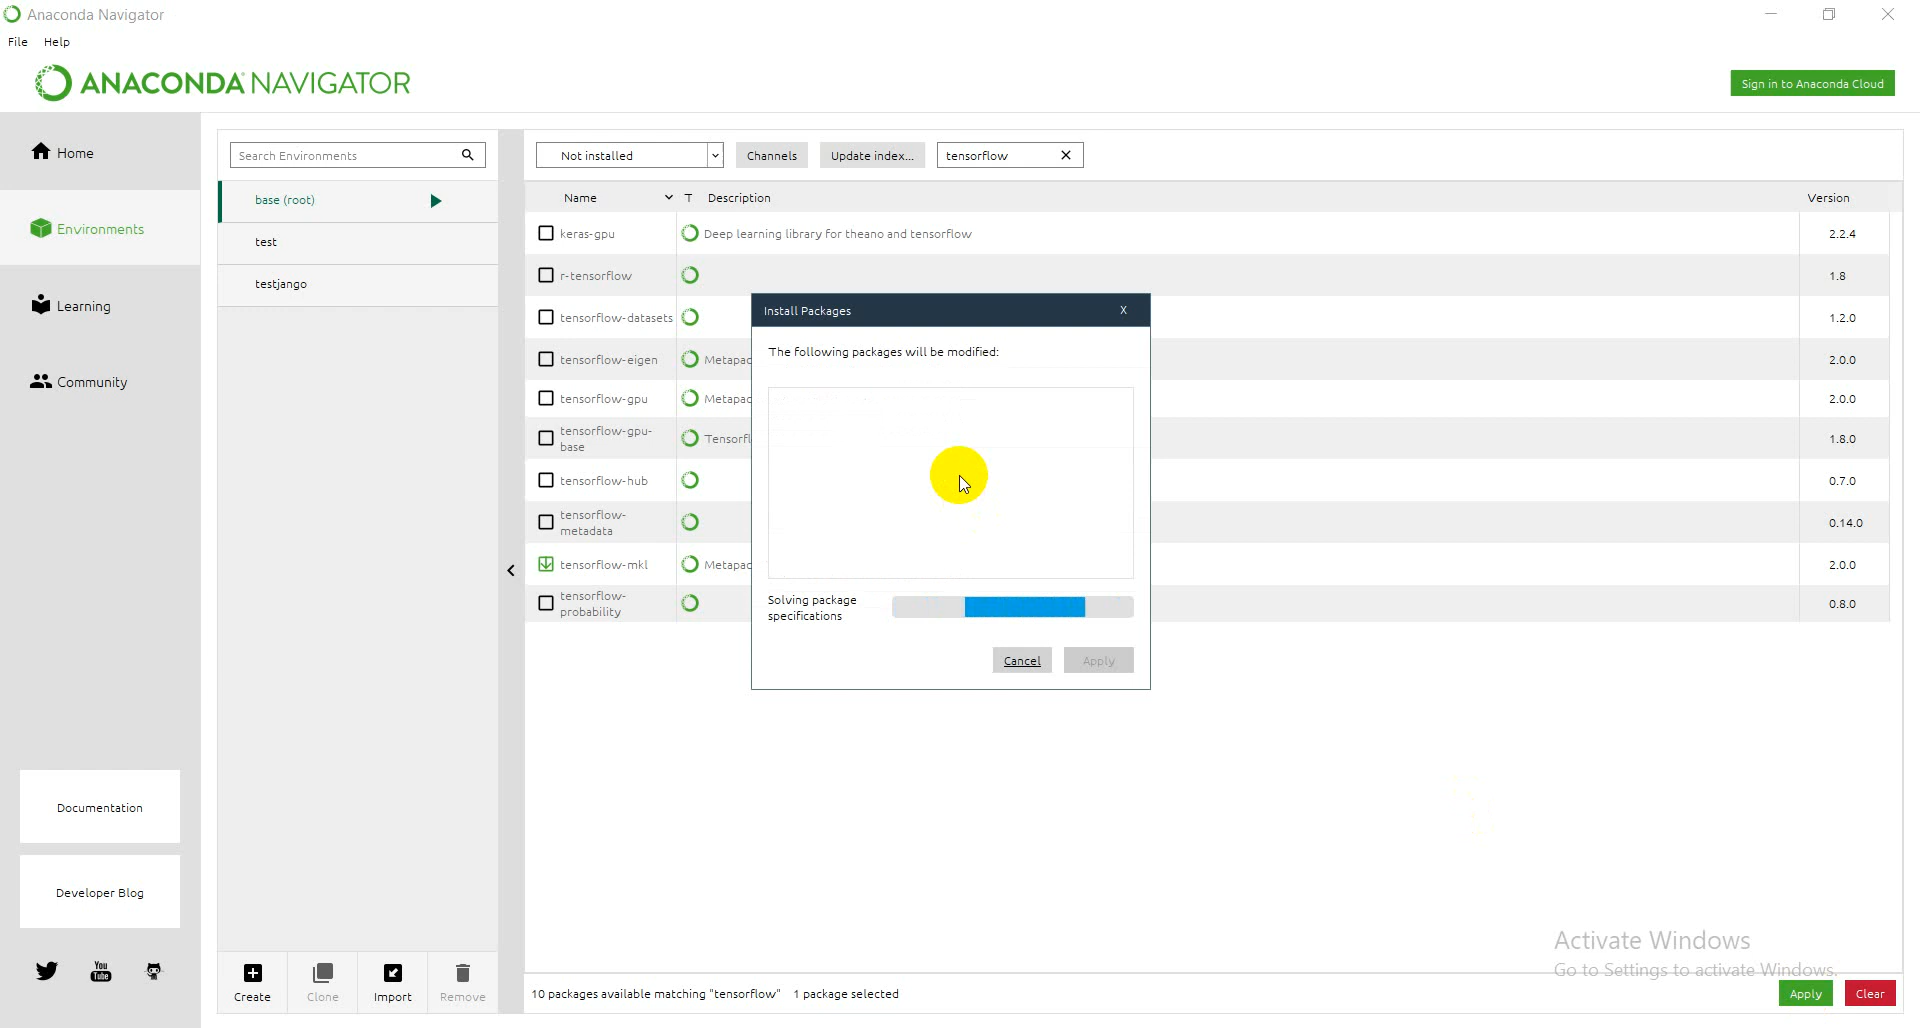 Anaconda Navigator
File Help
ANACONDA NAVIGATOR
Sign in to Anaconda Cloud
Home
Environments
Learning
Community
Documentation
Developer Blog
You
Tube
Search Environments
base (root)
test
testjango
Create
Clone
Import
Remove
Not installed
Channels
Update index...
tensorflow
Name T Description Version
keras-gpu Deep learning library for theano and tensorflow 2.2.4
r-tensorflow 1.8
tensorflow-datasets 1.2.0
tensorflow-eigen Metapac 2.0.0
tensorflow-gpu Metapac 2.0.0
tensorflow-gpu-
base Tensorfl 1.8.0
tensorflow-hub 0.7.0
tensorflow-
metadata 0.14.0
tensorflow-mkl Metapac 2.0.0
tensorflow-
probability 0.8.0
Install Packages X
The following packages will be modified:
Solving package
specifications
Cancel Apply
Activate Windows
Go to Settings to activate Windows.
10 packages available matching "tensorflow" 1 package selected
Apply Clear